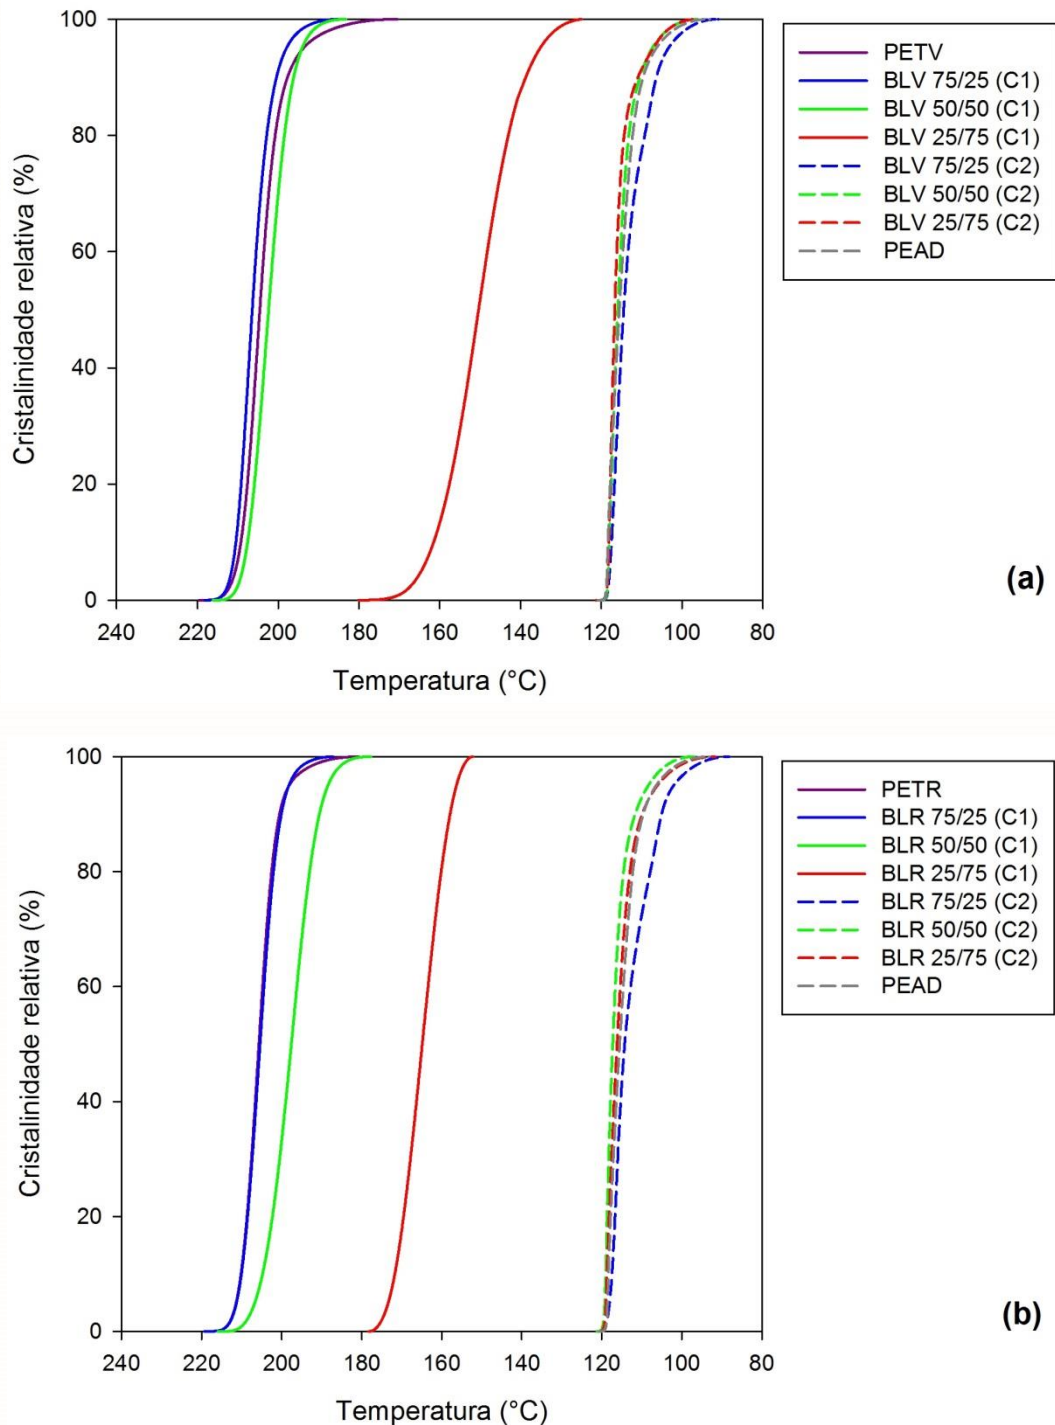 100
80
60
40
20
0
Cristalinidade relativa (%)
240 220 200 180 160 140 120 100 80
Temperatura (°C)
PETV
BLV 75/25 (C1)
BLV 50/50 (C1)
BLV 25/75 (C1)
BLV 75/25 (C2)
BLV 50/50 (C2)
BLV 25/75 (C2)
PEAD
(a)
100
80
60
40
20
0
Cristalinidade relativa (%)
240 220 200 180 160 140 120 100 80
Temperatura (°C)
PETR
BLR 75/25 (C1)
BLR 50/50 (C1)
BLR 25/75 (C1)
BLR 75/25 (C2)
BLR 50/50 (C2)
BLR 25/75 (C2)
PEAD
(b)